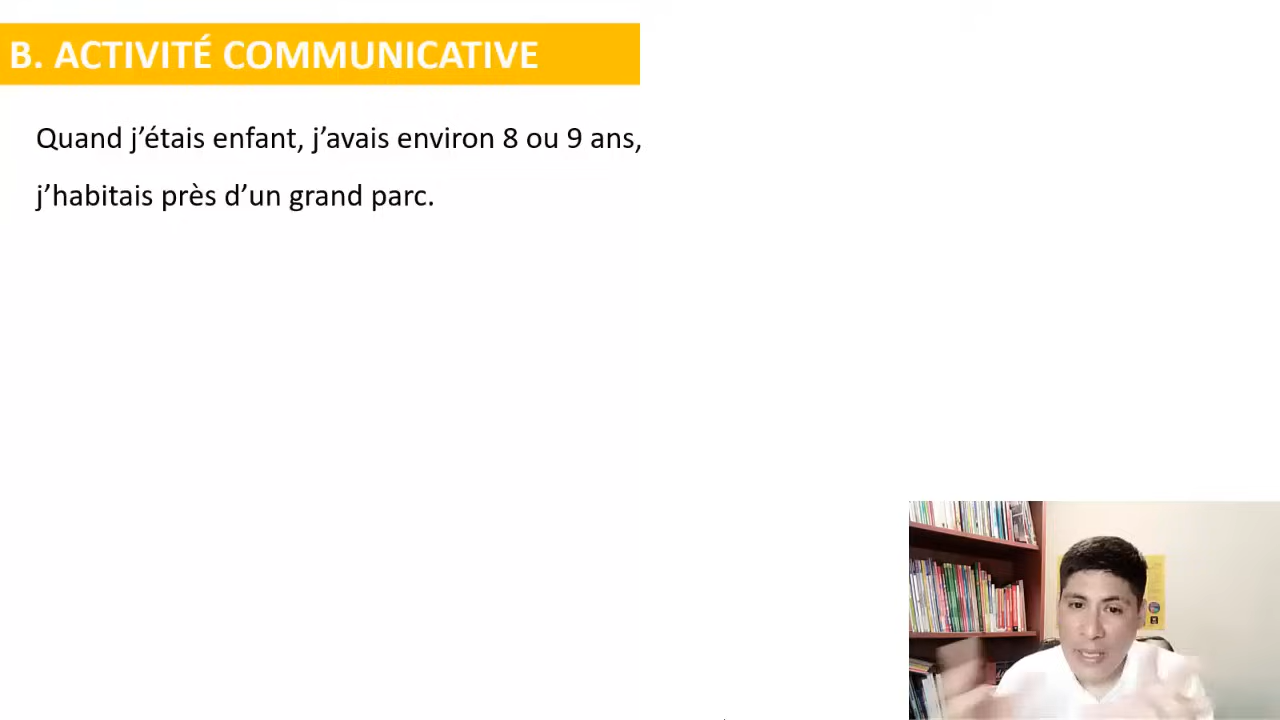 B. ACTIVITÉ COMMUNICATIVE
Quand j’étais enfant, j’avais environ 8 ou 9 ans,
j’habitais près d’un grand parc.